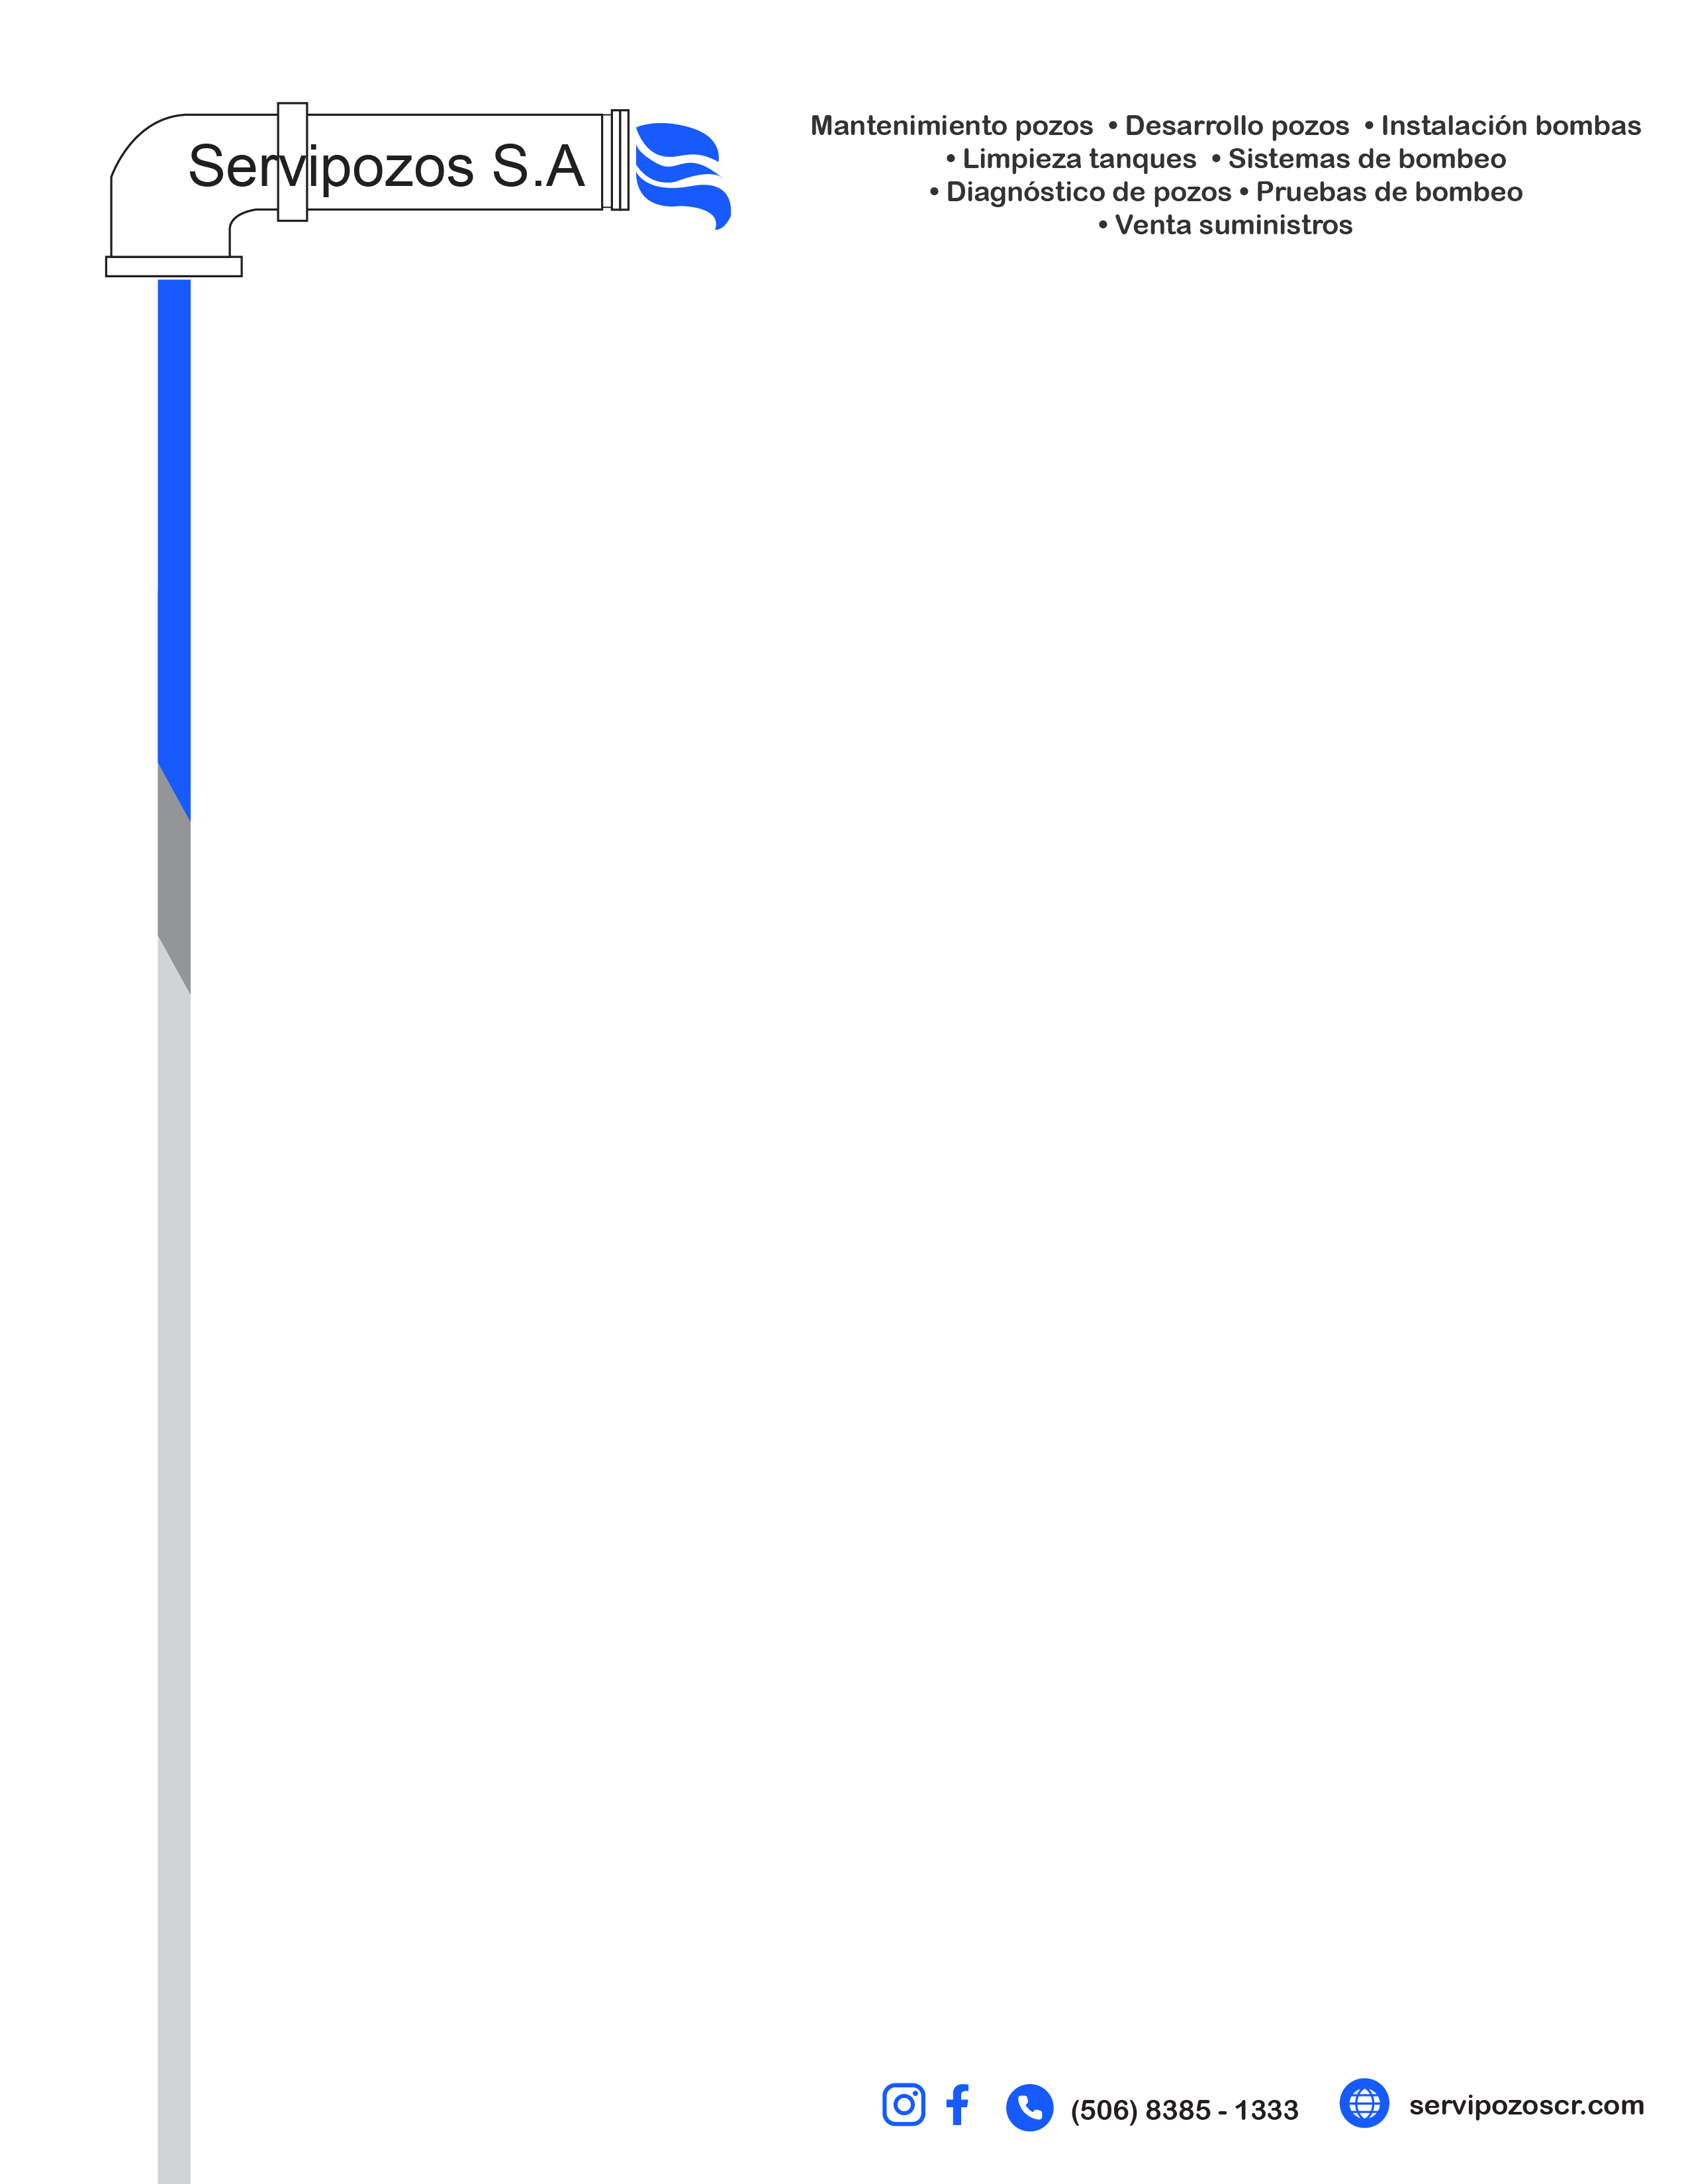 Servipozos S.A
Mantenimiento pozos • Desarrollo pozos • Instalación bombas
• Limpieza tanques • Sistemas de bombeo
• Diagnóstico de pozos • Pruebas de bombeo
• Venta suministros
(506) 8385 - 1333
servipozoscr.com